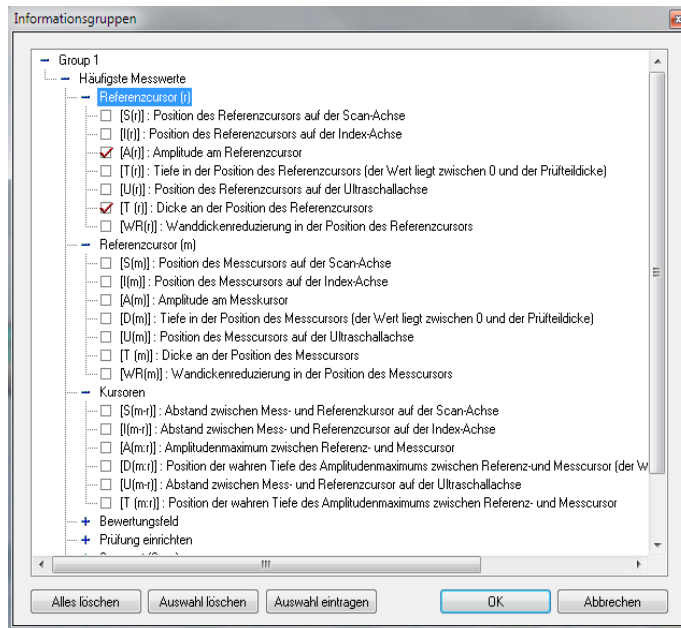 Informationsgruppen
Group 1
Häufigste Messwerte
Referenzcursor (r)
[S(r)] : Position des Referenzcursors auf der Scan-Achse
[I(r)] : Position des Referenzcursors auf der Index-Achse
[A(r)] : Amplitude am Referenzcursor
[T(r)] : Tiefe in der Position des Referenzcursors (der Wert liegt zwischen 0 und der Prüfteildicke)
[U(r)] : Position des Referenzcursors auf der Ultraschallachse
[T (r)] : Dicke an der Position des Referenzcursors
[WR(r)] : Wanddickenreduzierung in der Position des Referenzcursors
Referenzcursor (m)
[S(m)] : Position des Messcursors auf der Scan-Achse
[I(m)] : Position des Messcursors auf der Index-Achse
[A(m)] : Amplitude am Messkursor
[D(m)] : Tiefe in der Position des Messcursors (der Wert liegt zwischen 0 und der Prüfteildicke)
[U(m)] : Position des Messcursors auf der Ultraschallachse
[T (m)] : Dicke an der Position des Messcursors
[WR(m)] : Wandickenreduzierung in der Position des Messcursors
Kursoren
[S(m-r)] : Abstand zwischen Mess- und Referenzkursor auf der Scan-Achse
[I(m-r)] : Abstand zwischen Mess- und Referenzcursor auf der Index-Achse
[A(m:r)] : Amplitudenmaximum zwischen Referenz- und Messcursor
[D(m:r)] : Position der wahren Tiefe des Amplitudenmaximums zwischen Referenz-und Messcursor (der W
[U(m-r)] : Abstand zwischen Mess- und Referenzcursor auf der Ultraschallachse
[T (m:r)] : Position der wahren Tiefe des Amplitudenmaximums zwischen Referenz- und Messcursor
Bewertungsfeld
Prüfung einrichten
Alles löschen
Auswahl löschen
Auswahl eintragen
OK
Abbrechen